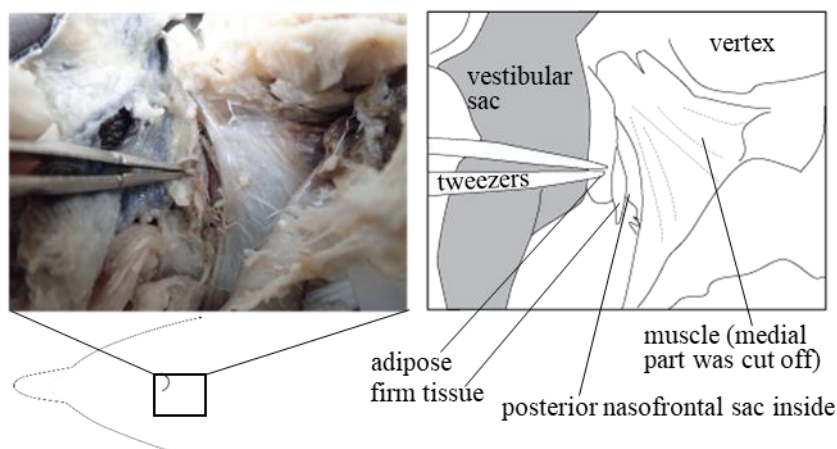 vestibular
sac
vertex
tweezers
muscle (medial
part was cut off)
adipose
firm tissue
posterior nasofrontal sac inside